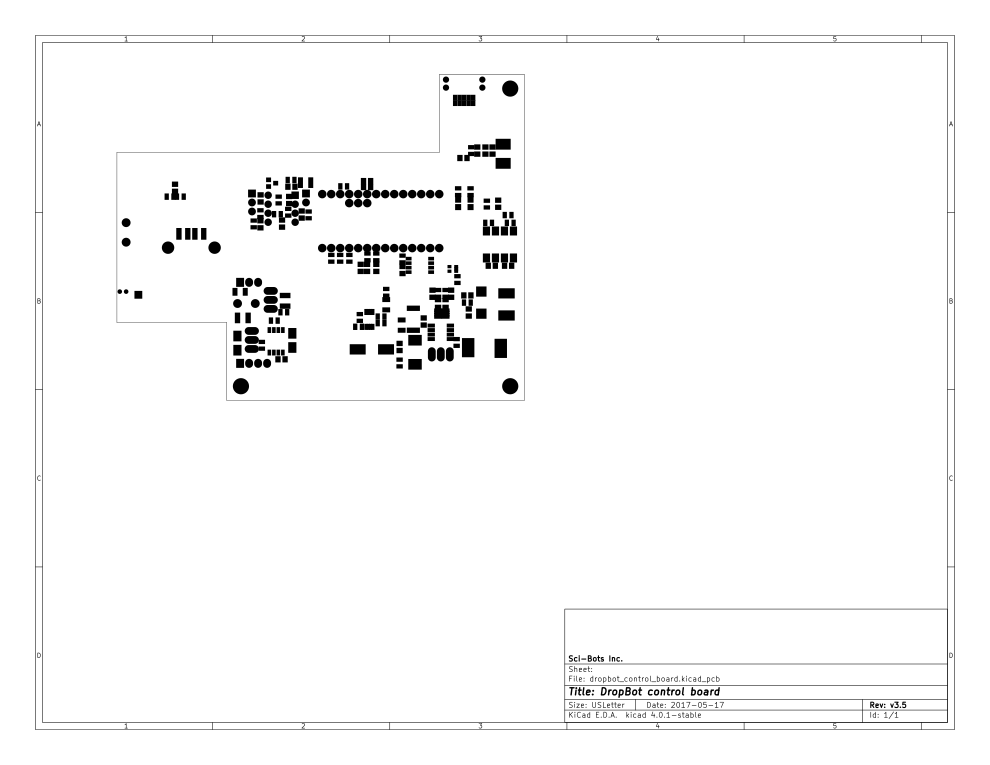 1 2 3 4 5
A A
B B
C C
D D
Sci-Bots Inc.
Sheet:
File: dropbot_control_board.kicad_pcb
Title: DropBot control board
Size: USLetter Date: 2017-05-17 Rev: v3.5
KiCad E.D.A. kicad 4.0.1-stable Id: 1/1
1 2 3 4 5